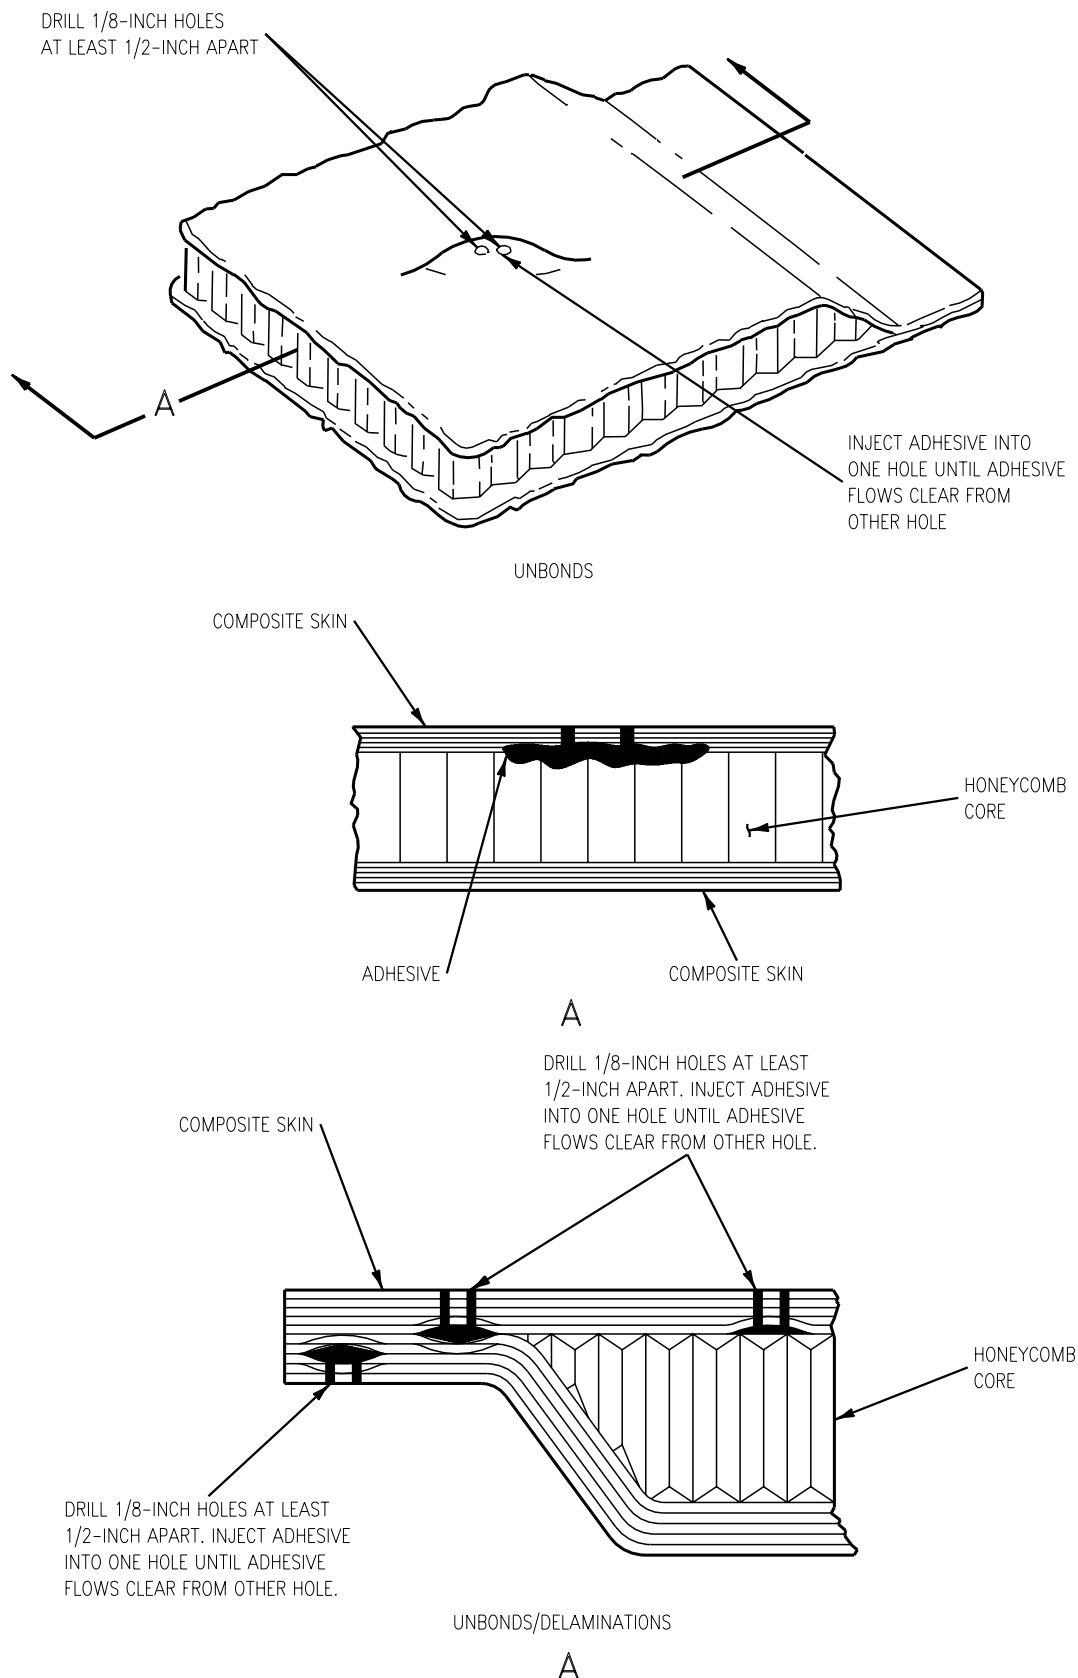 DRILL 1/8-INCH HOLES
AT LEAST 1/2-INCH APART
A
INJECT ADHESIVE INTO
ONE HOLE UNTIL ADHESIVE
FLOWS CLEAR FROM
OTHER HOLE
UNBONDS
COMPOSITE SKIN
HONEYCOMB
CORE
ADHESIVE
COMPOSITE SKIN
A
DRILL 1/8-INCH HOLES AT LEAST
1/2-INCH APART. INJECT ADHESIVE
INTO ONE HOLE UNTIL ADHESIVE
FLOWS CLEAR FROM OTHER HOLE.
COMPOSITE SKIN
HONEYCOMB
CORE
DRILL 1/8-INCH HOLES AT LEAST
1/2-INCH APART. INJECT ADHESIVE
INTO ONE HOLE UNTIL ADHESIVE
FLOWS CLEAR FROM OTHER HOLE.
UNBONDS/DELAMINATIONS
A